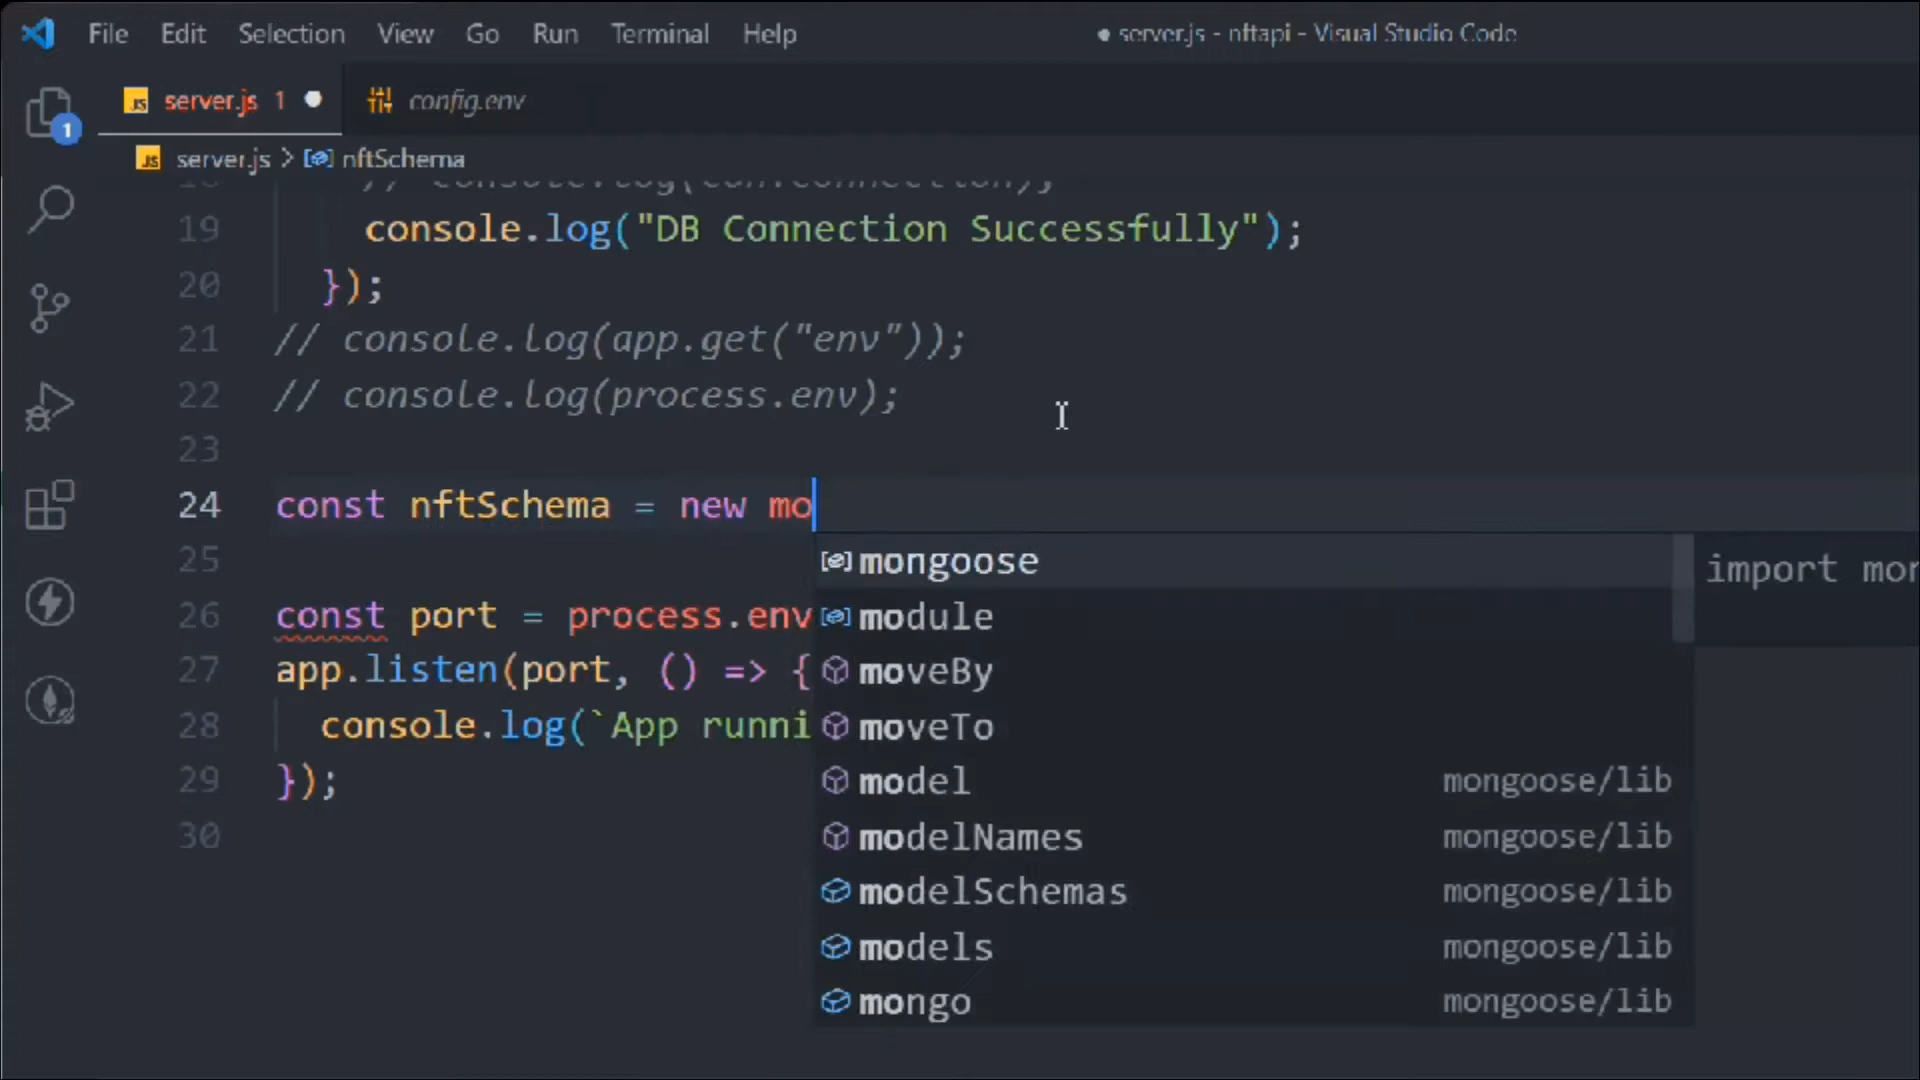 File Edit Selection View Go Run Terminal Help ● server.js - nftapi - Visual Studio Code
JS server.js 1 ● config.env
1
JS server.js > nftSchema
19 console.log("DB Connection Successfully");
20 });
21 // console.log(app.get("env"));
22 // console.log(process.env);
23
24 const nftSchema = new mo
25
26 const port = process.env
27 app.listen(port, () => {
28 console.log(`App runni
29 });
30
mongoose import mon
module
moveBy
moveTo
model mongoose/lib
modelNames mongoose/lib
modelSchemas mongoose/lib
models mongoose/lib
mongo mongoose/lib